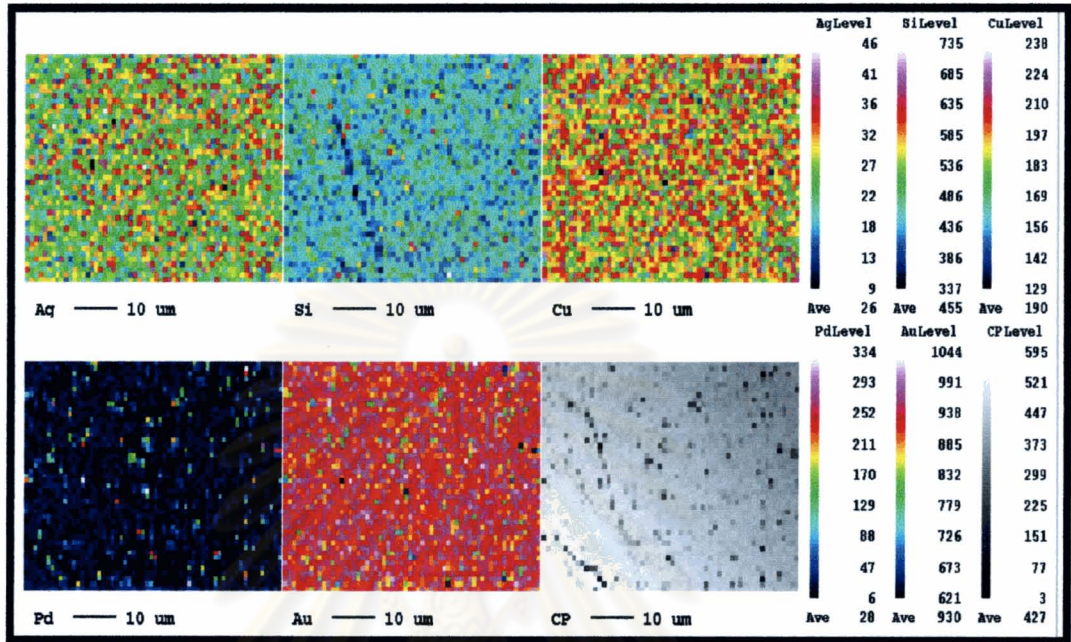 AgLevel SiLevel CuLevel
46 735 238
41 685 224
36 635 210
32 585 197
27 536 183
22 486 169
18 436 156
13 386 142
9 337 129
Ave 26 Ave 455 Ave 190
Ag 10 um Si 10 um Cu 10 um
PdLevel AuLevel CPLevel
334 1044 595
293 991 521
252 938 447
211 885 373
170 832 299
129 779 225
88 726 151
47 673 77
6 621 3
Ave 28 Ave 930 Ave 427
Pd 10 um Au 10 um CP 10 um